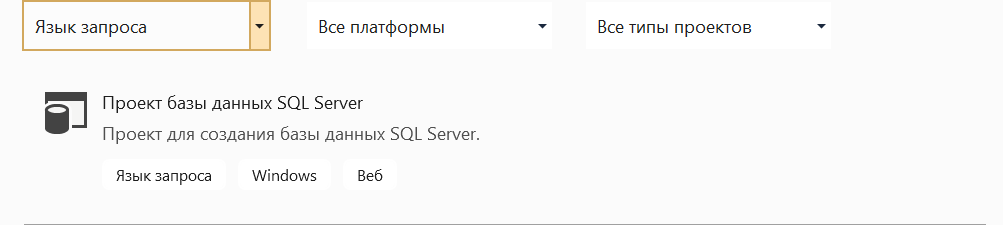 Язык запроса Все платформы Все типы проектов
Проект базы данных SQL Server
Проект для создания базы данных SQL Server.
Язык запроса Windows Веб